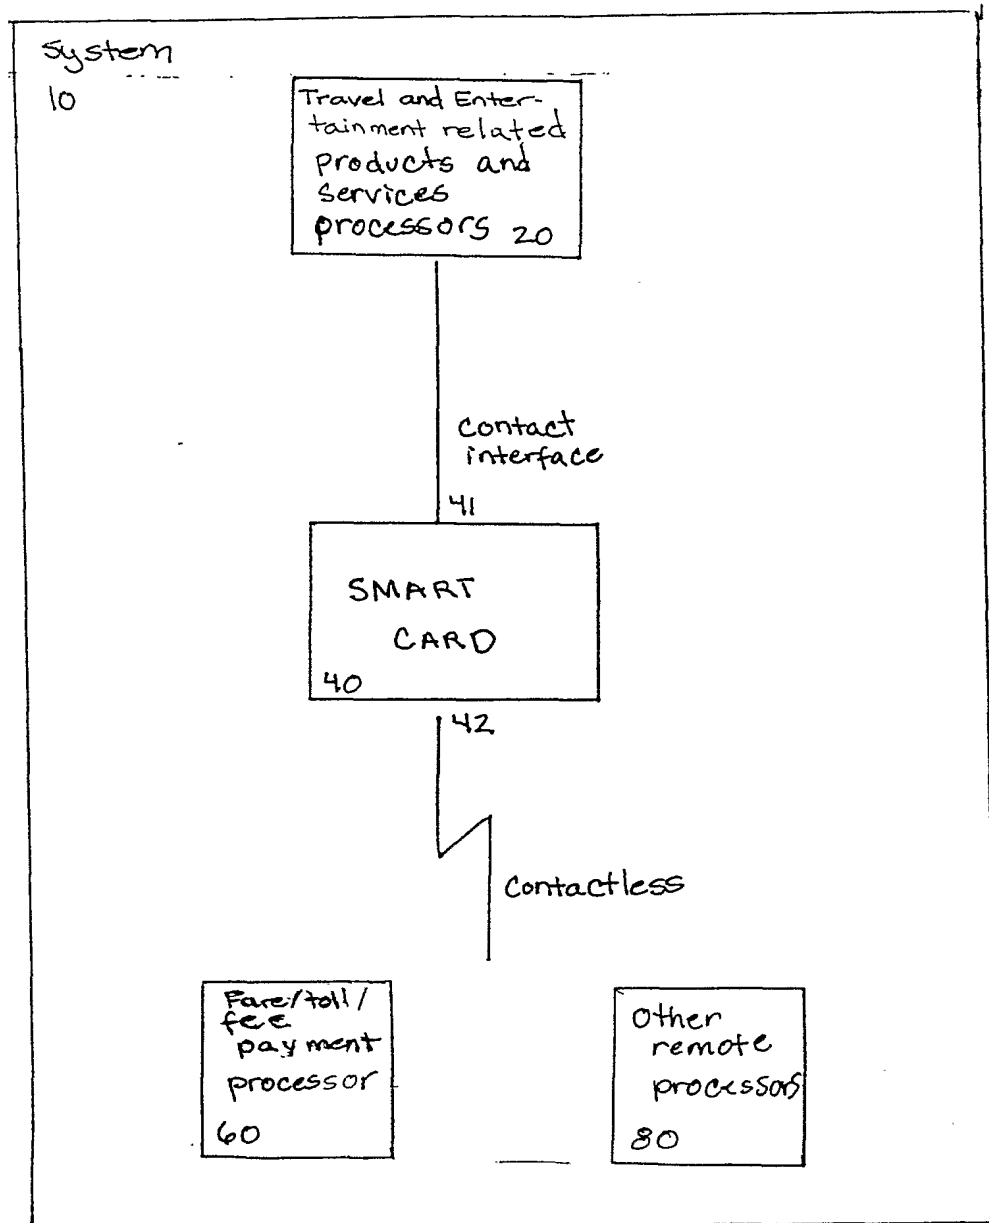 System
10
Travel and Enter-
tainment related
products and
services
processors 20
contact
interface
41
SMART
CARD
40
42
contactless
Fare/toll/
fee
payment
processor
60
Other
remote
processors
80